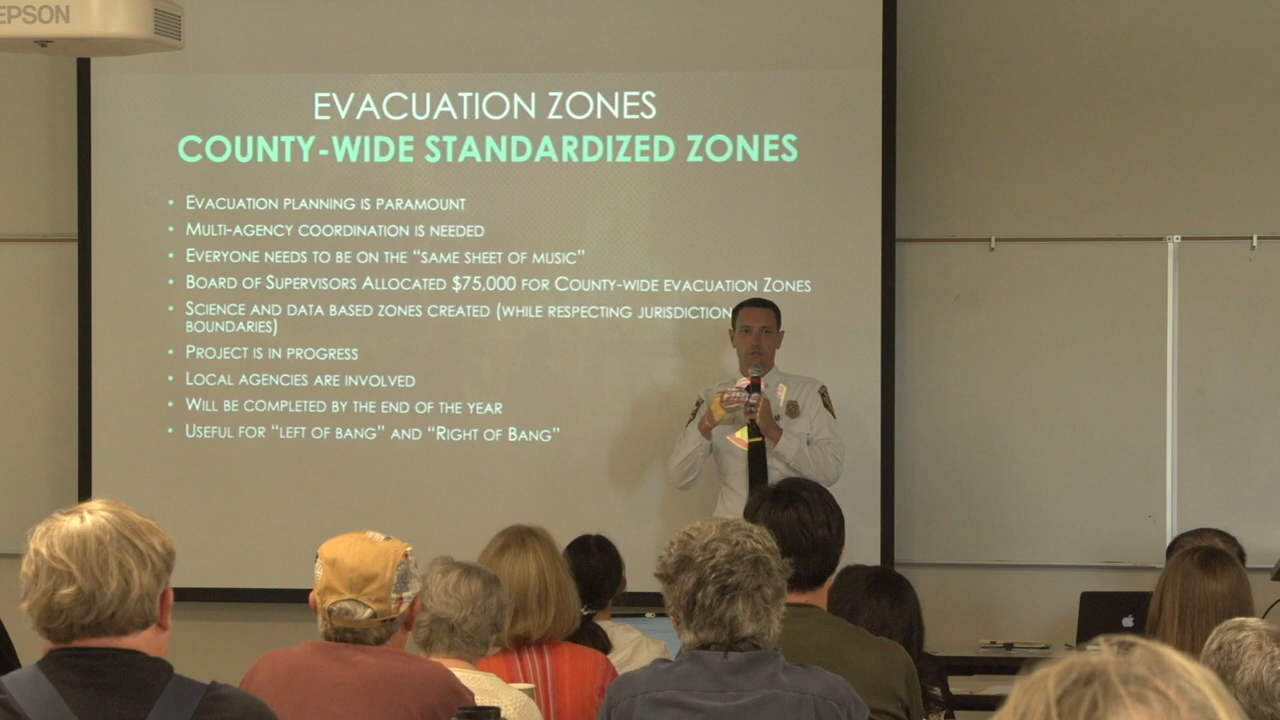 EPSON
EVACUATION ZONES
COUNTY-WIDE STANDARDIZED ZONES
• EVACUATION PLANNING IS PARAMOUNT
• MULTI-AGENCY COORDINATION IS NEEDED
• EVERYONE NEEDS TO BE ON THE “SAME SHEET OF MUSIC”
• BOARD OF SUPERVISORS ALLOCATED $75,000 FOR COUNTY-WIDE EVACUATION ZONES
• SCIENCE AND DATA BASED ZONES CREATED (WHILE RESPECTING JURISDICTION
BOUNDARIES)
• PROJECT IS IN PROGRESS
• LOCAL AGENCIES ARE INVOLVED
• WILL BE COMPLETED BY THE END OF THE YEAR
• USEFUL FOR “LEFT OF BANG” AND “RIGHT OF BANG”